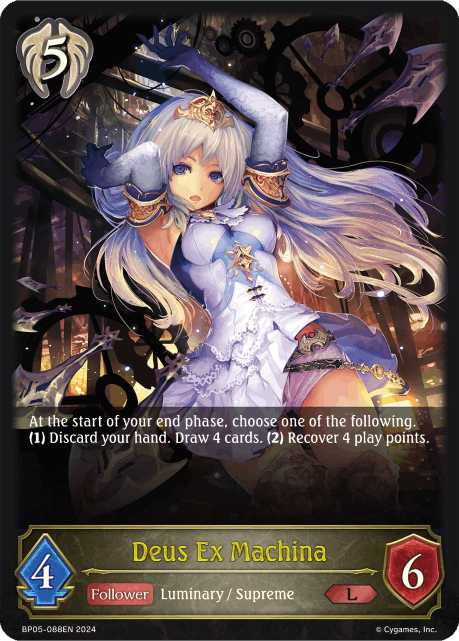 5
At the start of your end phase, choose one of the following.
(1) Discard your hand. Draw 4 cards. (2) Recover 4 play points.
Deus Ex Machina
4
Follower Luminary / Supreme L
6
BP05-088EN 2024 © Cygames, Inc.